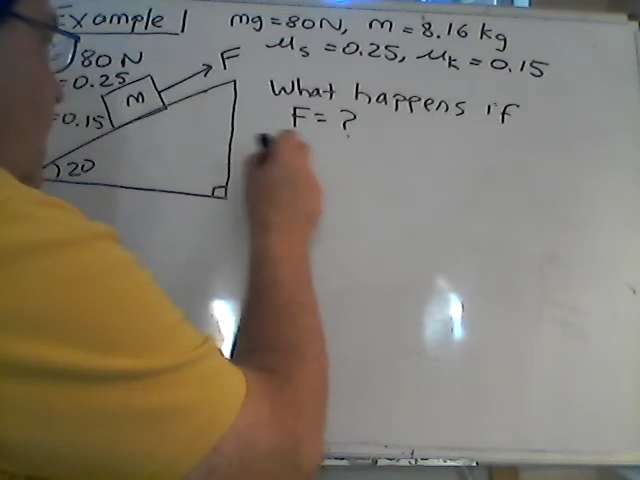 Example 1
80 N
= 0.25
= 0.15
m
F
20
mg = 80N, m = 8.16 kg
μs = 0.25, μk = 0.15
What happens if
F = ?